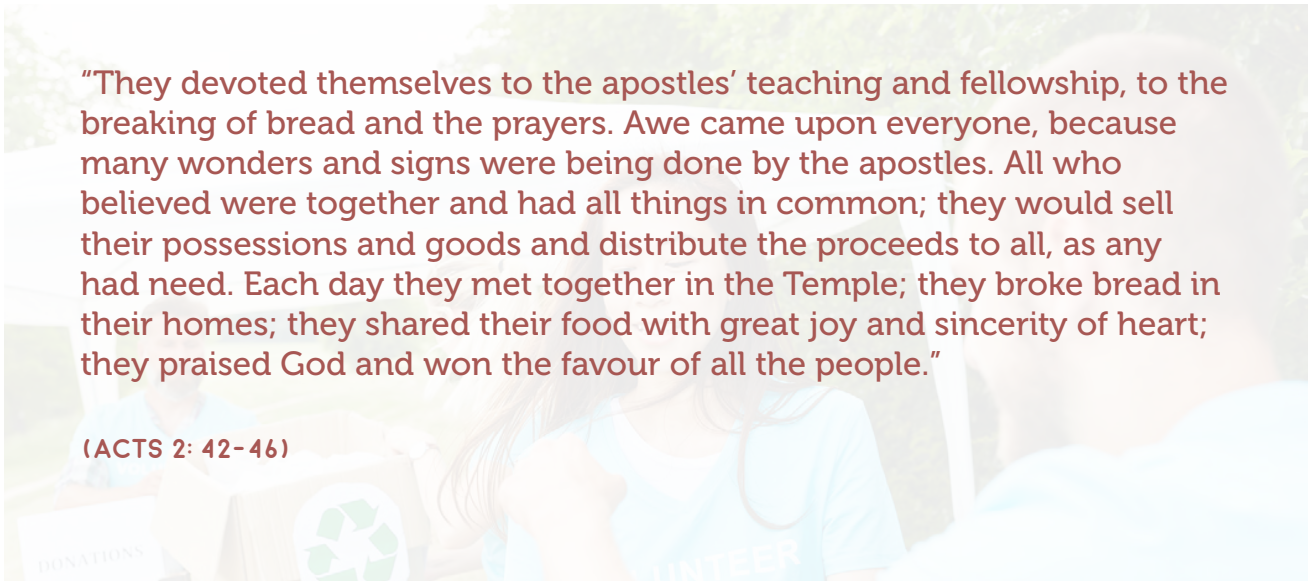 “They devoted themselves to the apostles’ teaching and fellowship, to the
breaking of bread and the prayers. Awe came upon everyone, because
many wonders and signs were being done by the apostles. All who
believed were together and had all things in common; they would sell
their possessions and goods and distribute the proceeds to all, as any
had need. Each day they met together in the Temple; they broke bread in
their homes; they shared their food with great joy and sincerity of heart;
they praised God and won the favour of all the people.”
(ACTS 2: 42-46)
DONATIONS
UNTEER